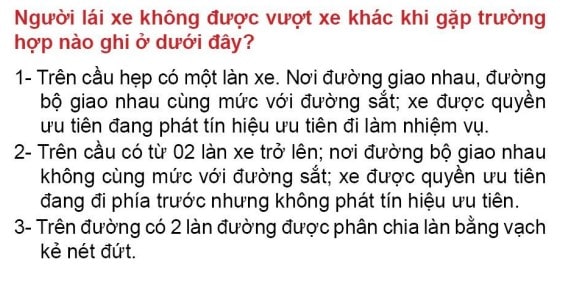 Người lái xe không được vượt xe khác khi gặp trường
hợp nào ghi ở dưới đây?
1- Trên cầu hẹp có một làn xe. Nơi đường giao nhau, đường
bộ giao nhau cùng mức với đường sắt; xe được quyền
ưu tiên đang phát tín hiệu ưu tiên đi làm nhiệm vụ.
2- Trên cầu có từ 02 làn xe trở lên; nơi đường bộ giao nhau
không cùng mức với đường sắt; xe được quyền ưu tiên
đang đi phía trước nhưng không phát tín hiệu ưu tiên.
3- Trên đường có 2 làn đường được phân chia làn bằng vạch
kẻ nét đứt.